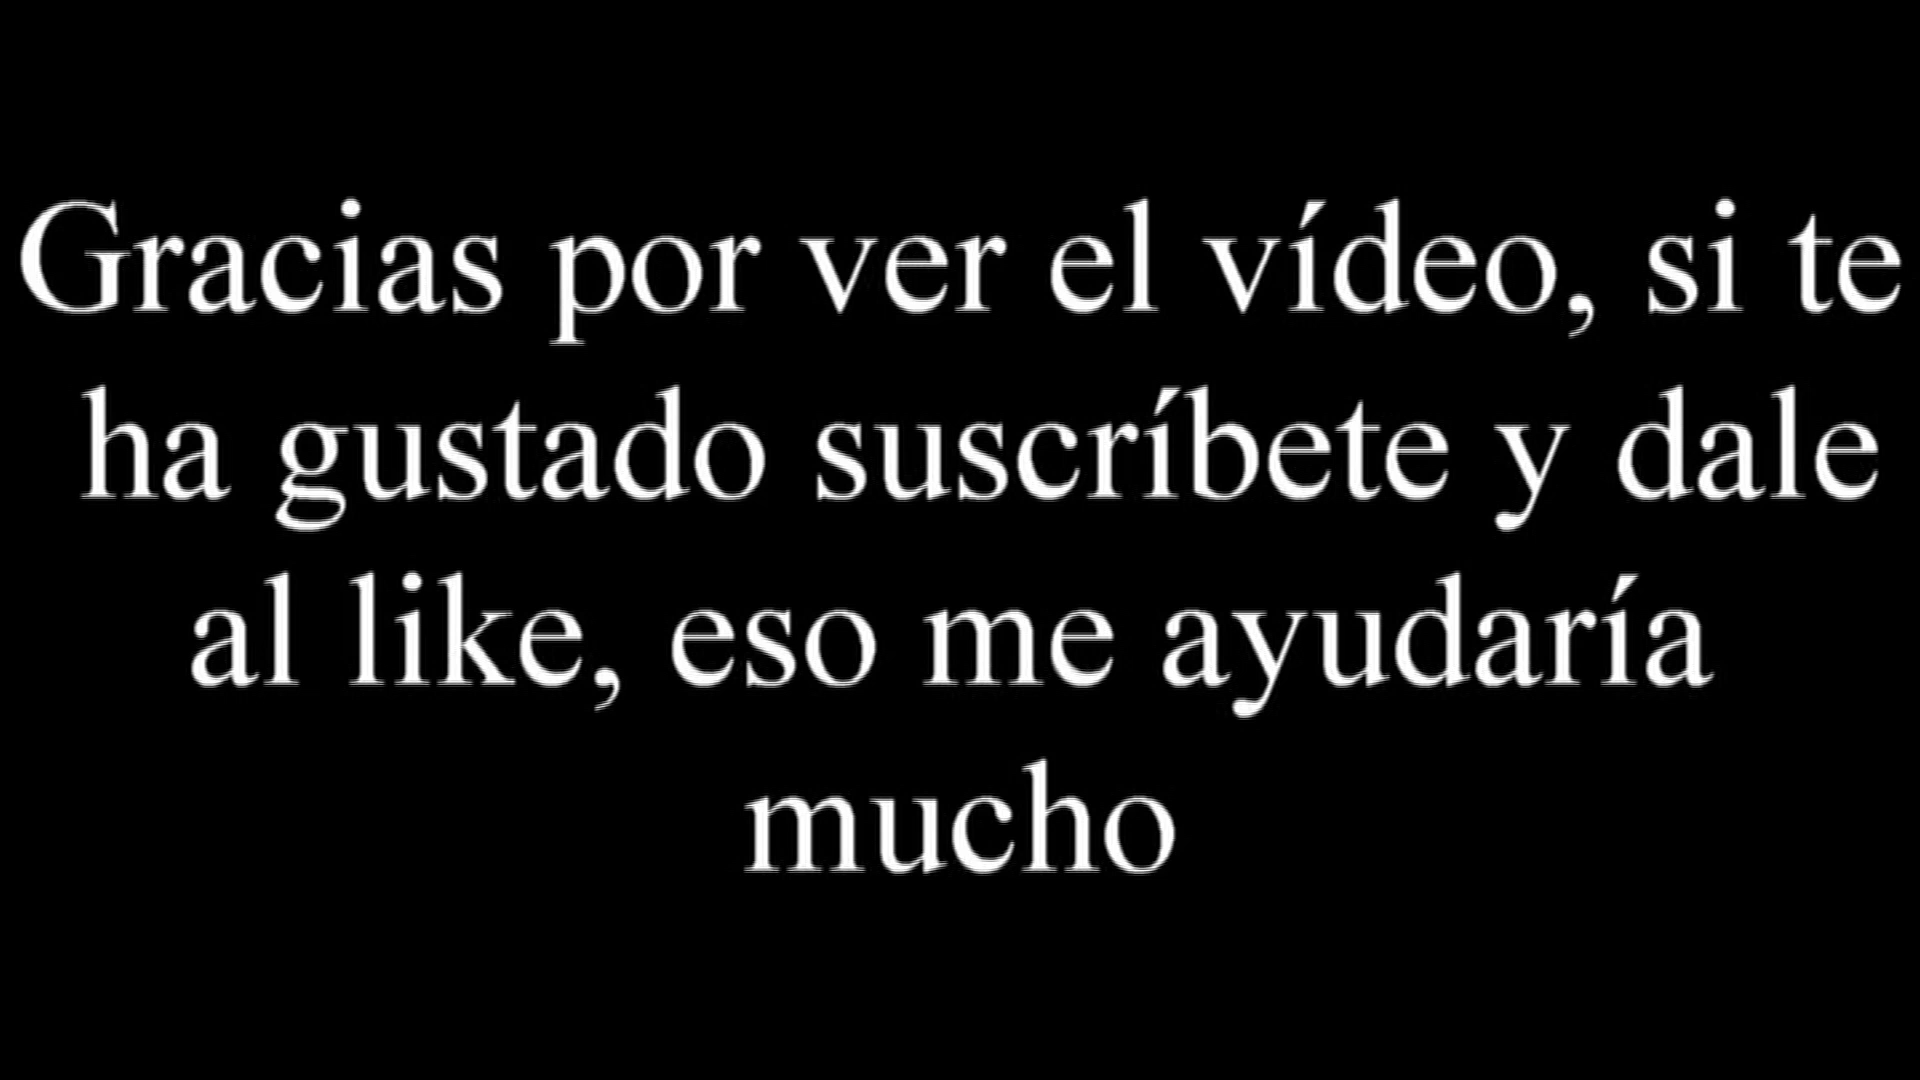 Gracias por ver el vídeo, si te
ha gustado suscríbete y dale
al like, eso me ayudaría
mucho